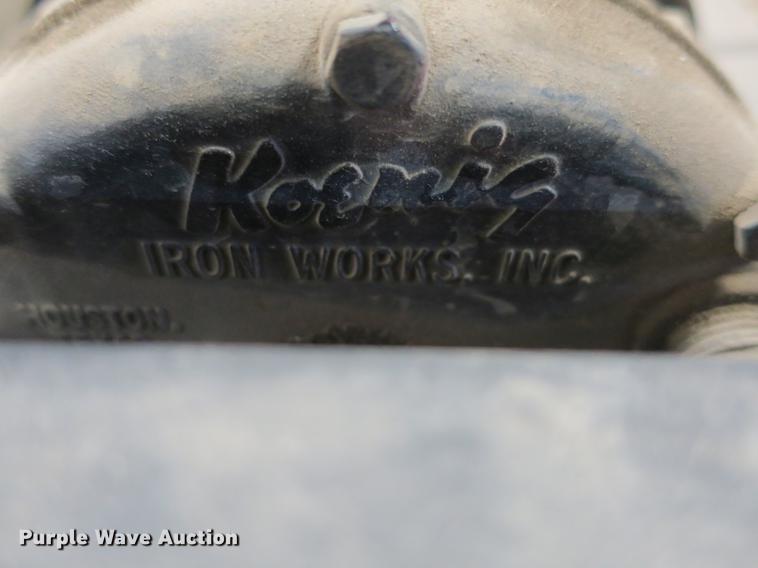 Koenig
IRON WORKS, INC.
HOUSTON,
Purple Wave Auction